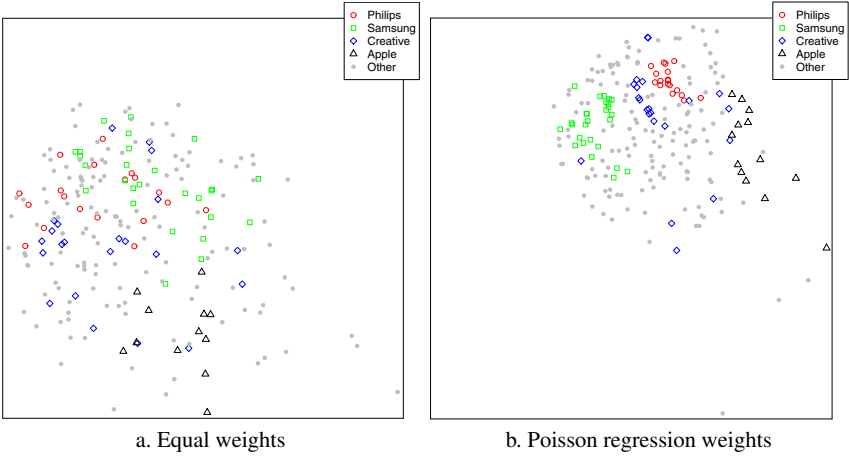 Philips
Samsung
Creative
Apple
Other
Philips
Samsung
Creative
Apple
Other
a. Equal weights
b. Poisson regression weights